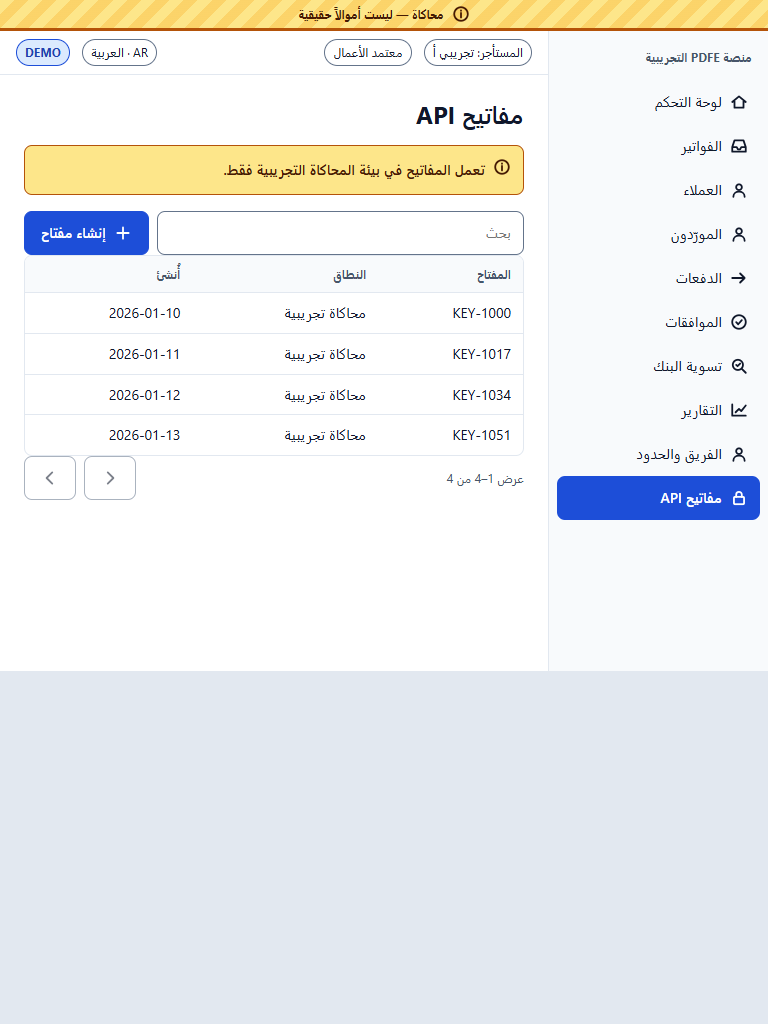 محاكاة — ليست أموالاً حقيقية
منصة PDFE التجريبية
المستأجر: تجريبي أ
معتمد الأعمال
AR · العربية
DEMO
لوحة التحكم
الفواتير
العملاء
المورّدون
الدفعات
الموافقات
تسوية البنك
التقارير
الفريق والحدود
مفاتيح API
مفاتيح API
تعمل المفاتيح في بيئة المحاكاة التجريبية فقط.
بحث
إنشاء مفتاح
المفتاح النطاق أُنشئ
KEY-1000 محاكاة تجريبية 2026-01-10
KEY-1017 محاكاة تجريبية 2026-01-11
KEY-1034 محاكاة تجريبية 2026-01-12
KEY-1051 محاكاة تجريبية 2026-01-13
عرض 1–4 من 4